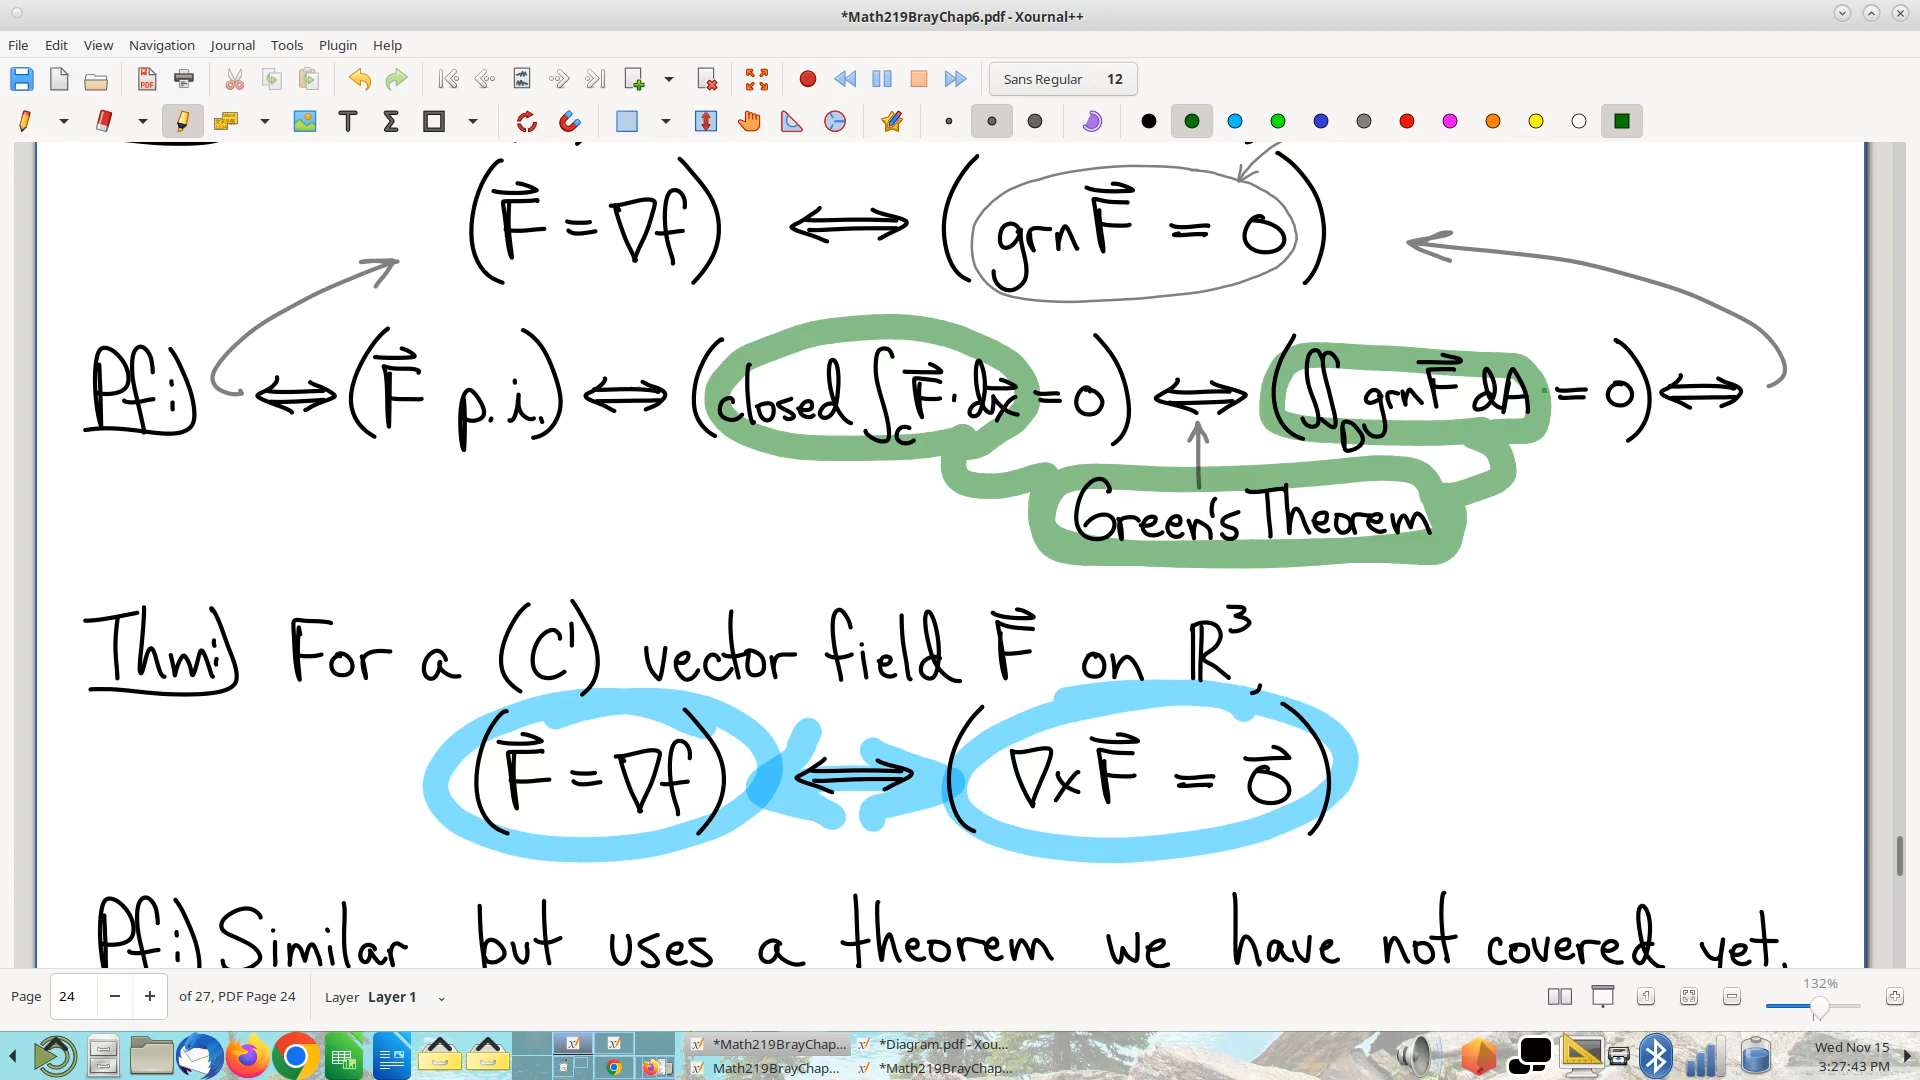 *Math219BrayChap6.pdf - Xournal++
File Edit View Navigation Journal Tools Plugin Help
Sans Regular 12
(F⃗ = ∇f) ⟺ (grn F⃗ = 0)
Pf:) ⟺ (F⃗ p.i.) ⟺ (closed ∫_C F⃗ · dx⃗ = 0) ⟺ (∬_D grn F⃗ dA = 0) ⟺
Green's Theorem
Thm:) For a (C¹) vector field F⃗ on ℝ³,
(F⃗ = ∇f) ⟺ (∇x F⃗ = 0⃗)
Pf:) Similar but uses a theorem we have not covered yet.
Page 24 − + of 27, PDF Page 24 Layer Layer 1 132%
*Math219BrayChap... *Diagram.pdf - Xou...
Math219BrayChap... *Math219BrayChap...
Wed Nov 15
3:27:43 PM